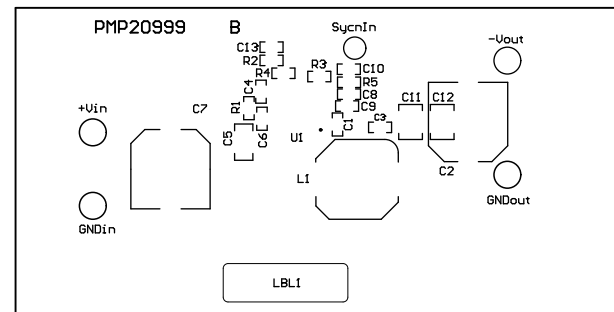 PMP20999 B
SycnIn
-Vout
C13
R2
R4
R3
C10
R5
C8
C9
C4
R1
C7
+Vin
C5
C6
U1
C1
C3
C11
C12
L1
C2
GNDin
GNDout
LBL1